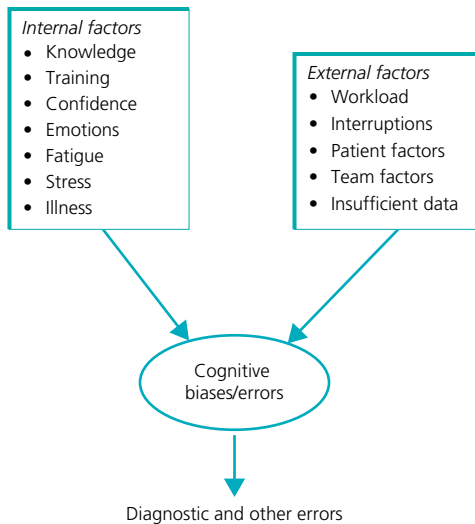 Internal factors
• Knowledge
• Training
• Confidence
• Emotions
• Fatigue
• Stress
• Illness
External factors
• Workload
• Interruptions
• Patient factors
• Team factors
• Insufficient data
Cognitive
biases/errors
Diagnostic and other errors